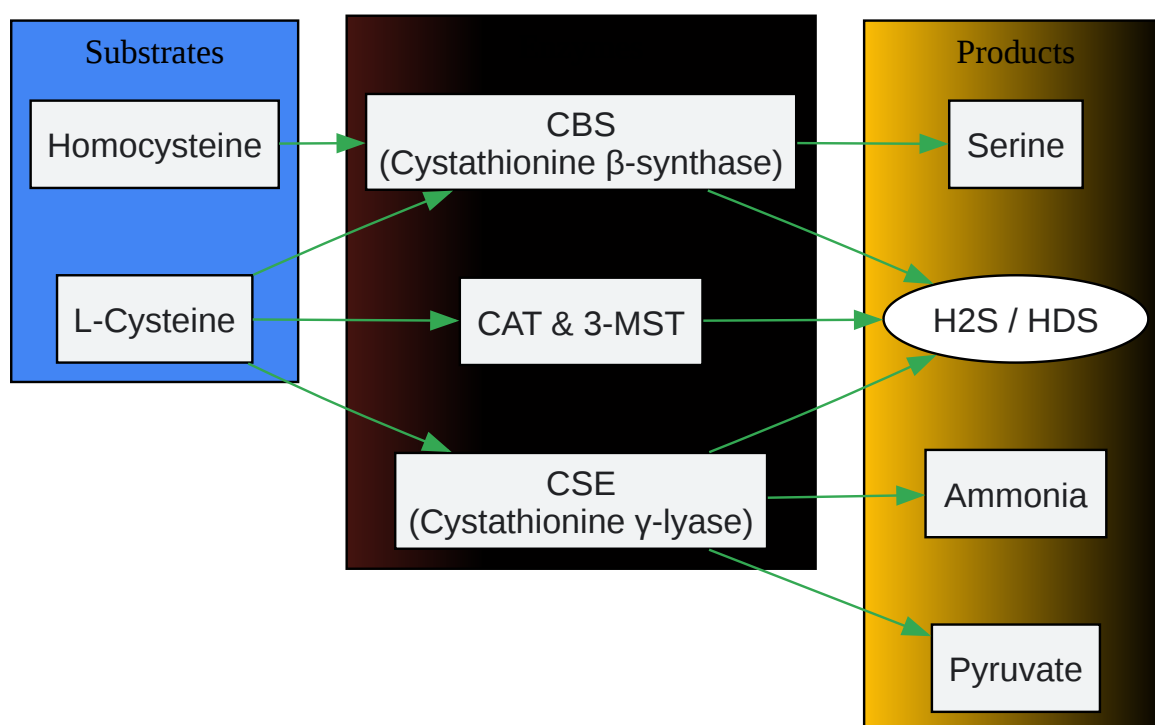 Substrates
Homocysteine
L-Cysteine
CBS
(Cystathionine β-synthase)
CAT & 3-MST
CSE
(Cystathionine γ-lyase)
Products
Serine
H2S / HDS
Ammonia
Pyruvate